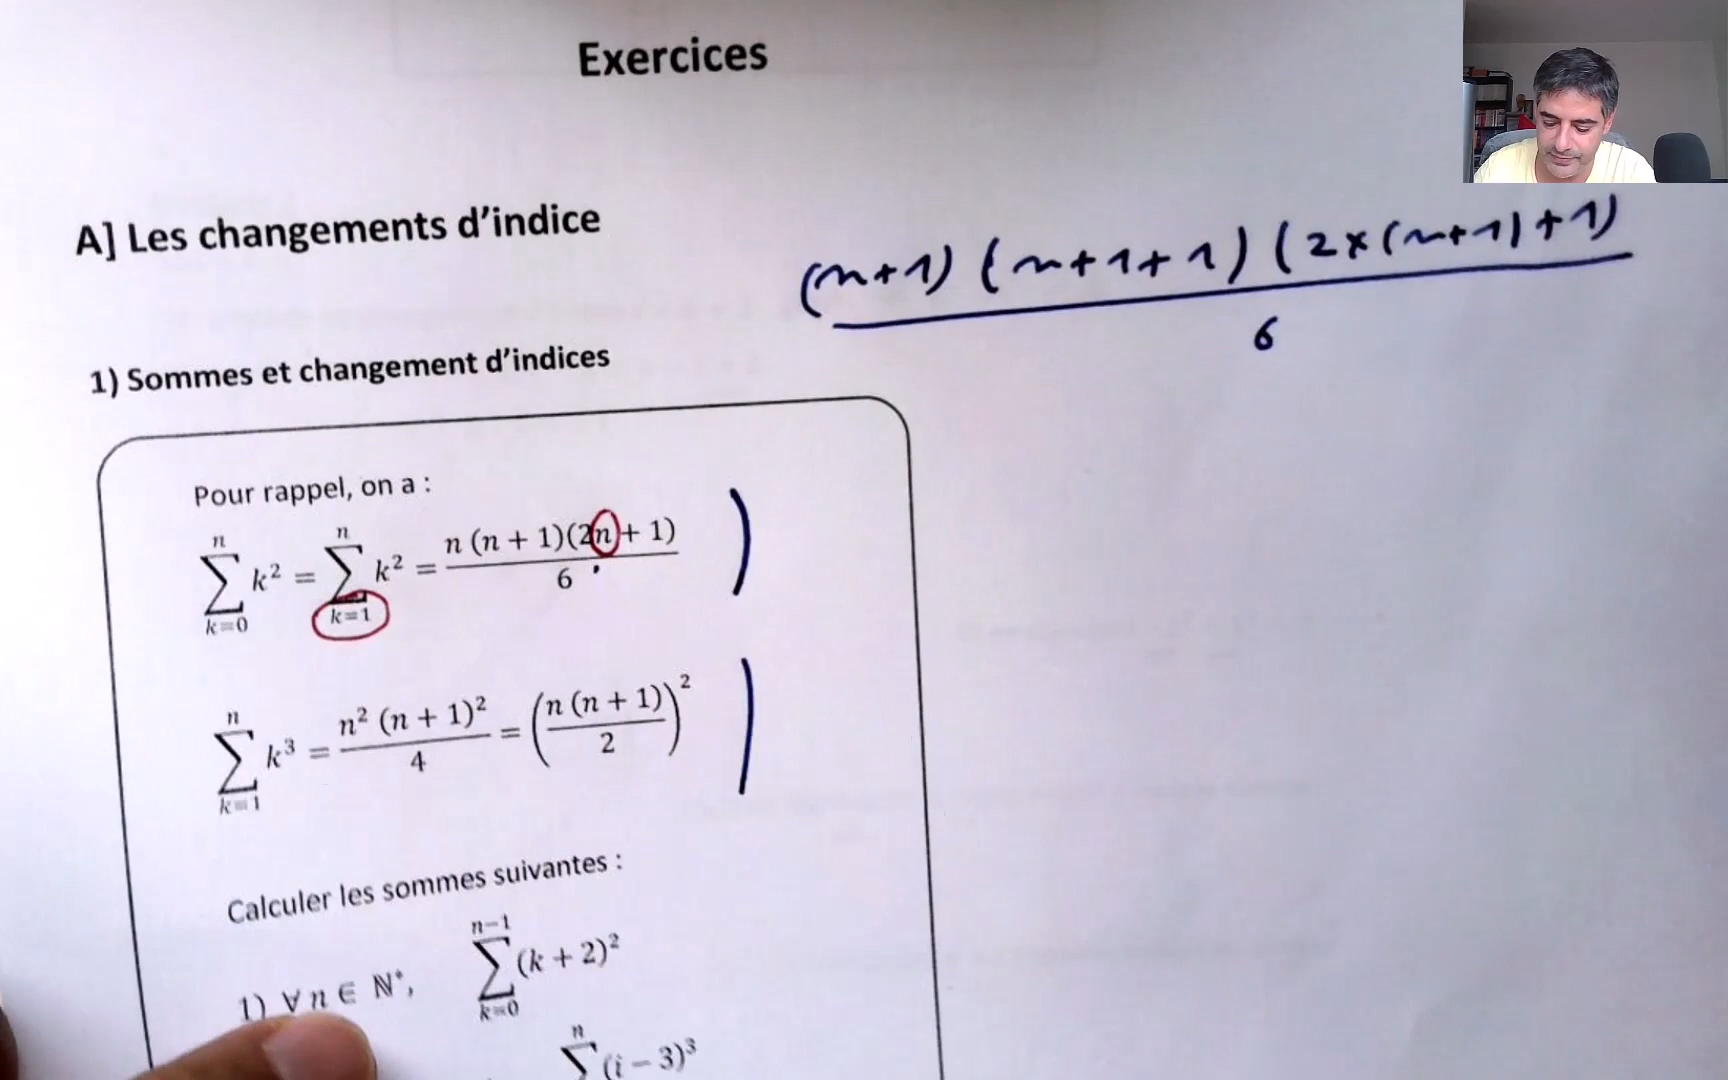 Exercices
A] Les changements d'indice
(n+1) (n+1+1) (2×(n+1)+1)
6
1) Sommes et changement d'indices
Pour rappel, on a :
∑_{k=0}^{n} k² = ∑_{k=1}^{n} k² = n (n + 1)(2n + 1) / 6
∑_{k=1}^{n} k³ = n² (n + 1)² / 4 = (n (n + 1) / 2)²
Calculer les sommes suivantes :
1) ∀ n ∈ ℕ*, ∑_{k=0}^{n-1} (k + 2)²
∑^{n} (i − 3)³